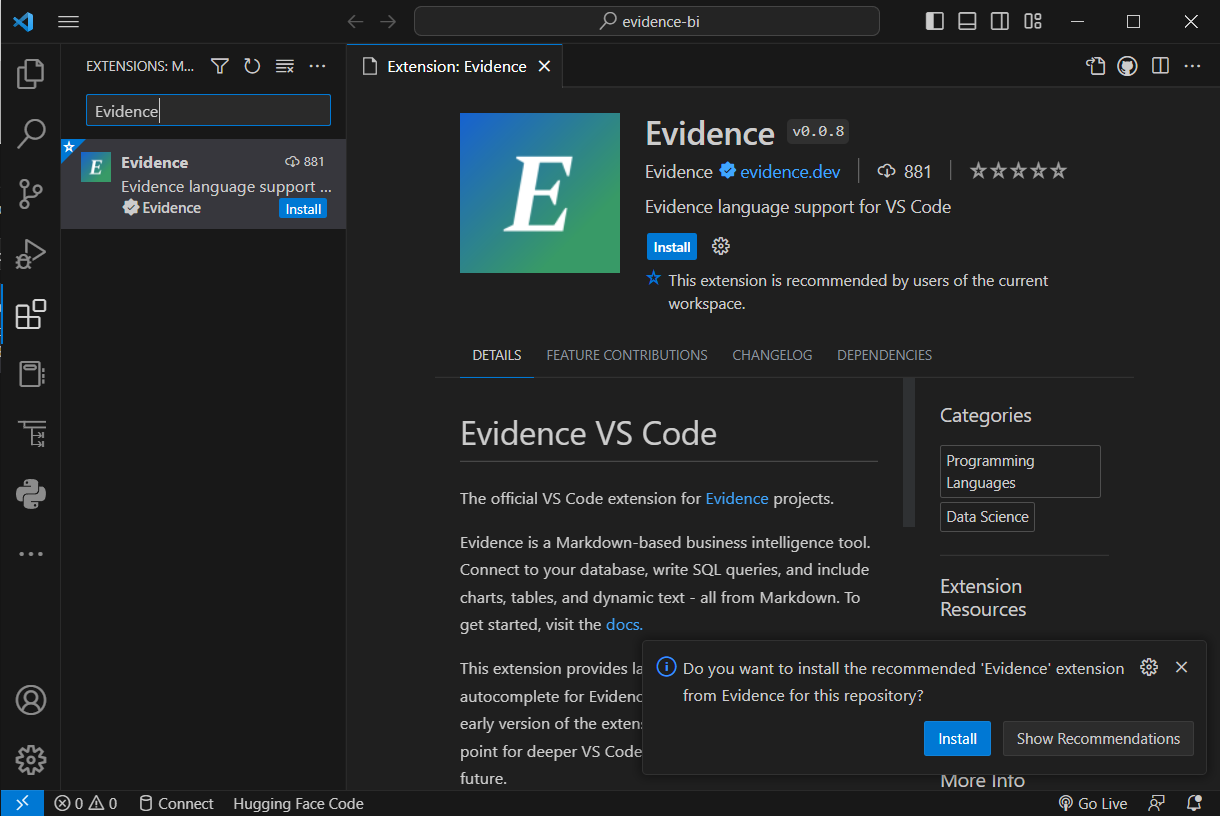 evidence-bi
EXTENSIONS: M...
Extension: Evidence
Evidence
E
Evidence 881
Evidence language support ...
Evidence Install
E
Evidence v0.0.8
Evidence evidence.dev 881
Evidence language support for VS Code
Install
This extension is recommended by users of the current
workspace.
DETAILS FEATURE CONTRIBUTIONS CHANGELOG DEPENDENCIES
Evidence VS Code
The official VS Code extension for Evidence projects.
Evidence is a Markdown-based business intelligence tool.
Connect to your database, write SQL queries, and include
charts, tables, and dynamic text - all from Markdown. To
get started, visit the docs.
This extension provides la
autocomplete for Evidenc
early version of the exten
point for deeper VS Code
future.
Categories
Programming
Languages
Data Science
Extension
Resources
More Info
Do you want to install the recommended 'Evidence' extension
from Evidence for this repository?
Install Show Recommendations
0 0 Connect Hugging Face Code Go Live